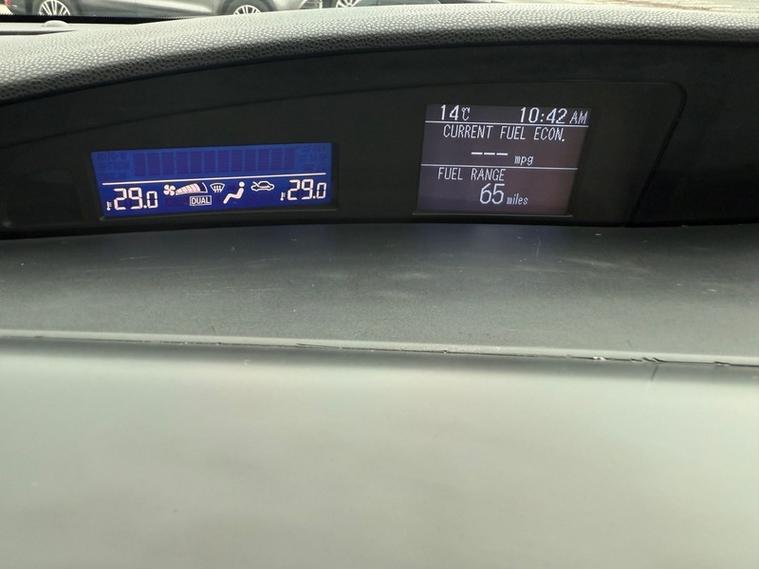 29.0 DUAL 29.0
14℃ 10:42 AM
CURRENT FUEL ECON.
--- mpg
FUEL RANGE
65 miles